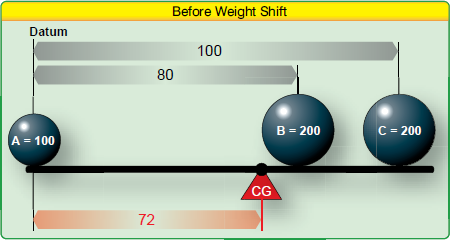 Before Weight Shift
Datum
100
80
A = 100
B = 200
C = 200
CG
72